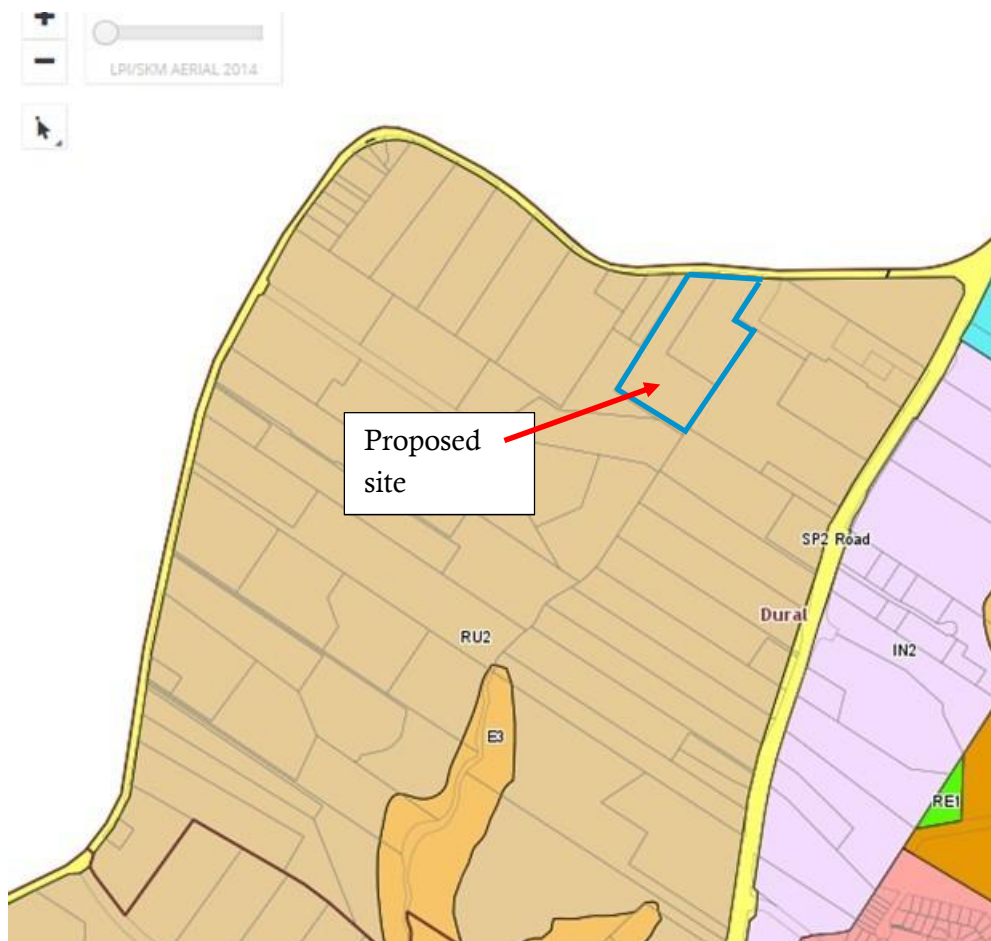 +
−
LPI/SKM AERIAL 2014
Proposed
site
SP2 Road
Dural
RU2
IN2
E3
RE1